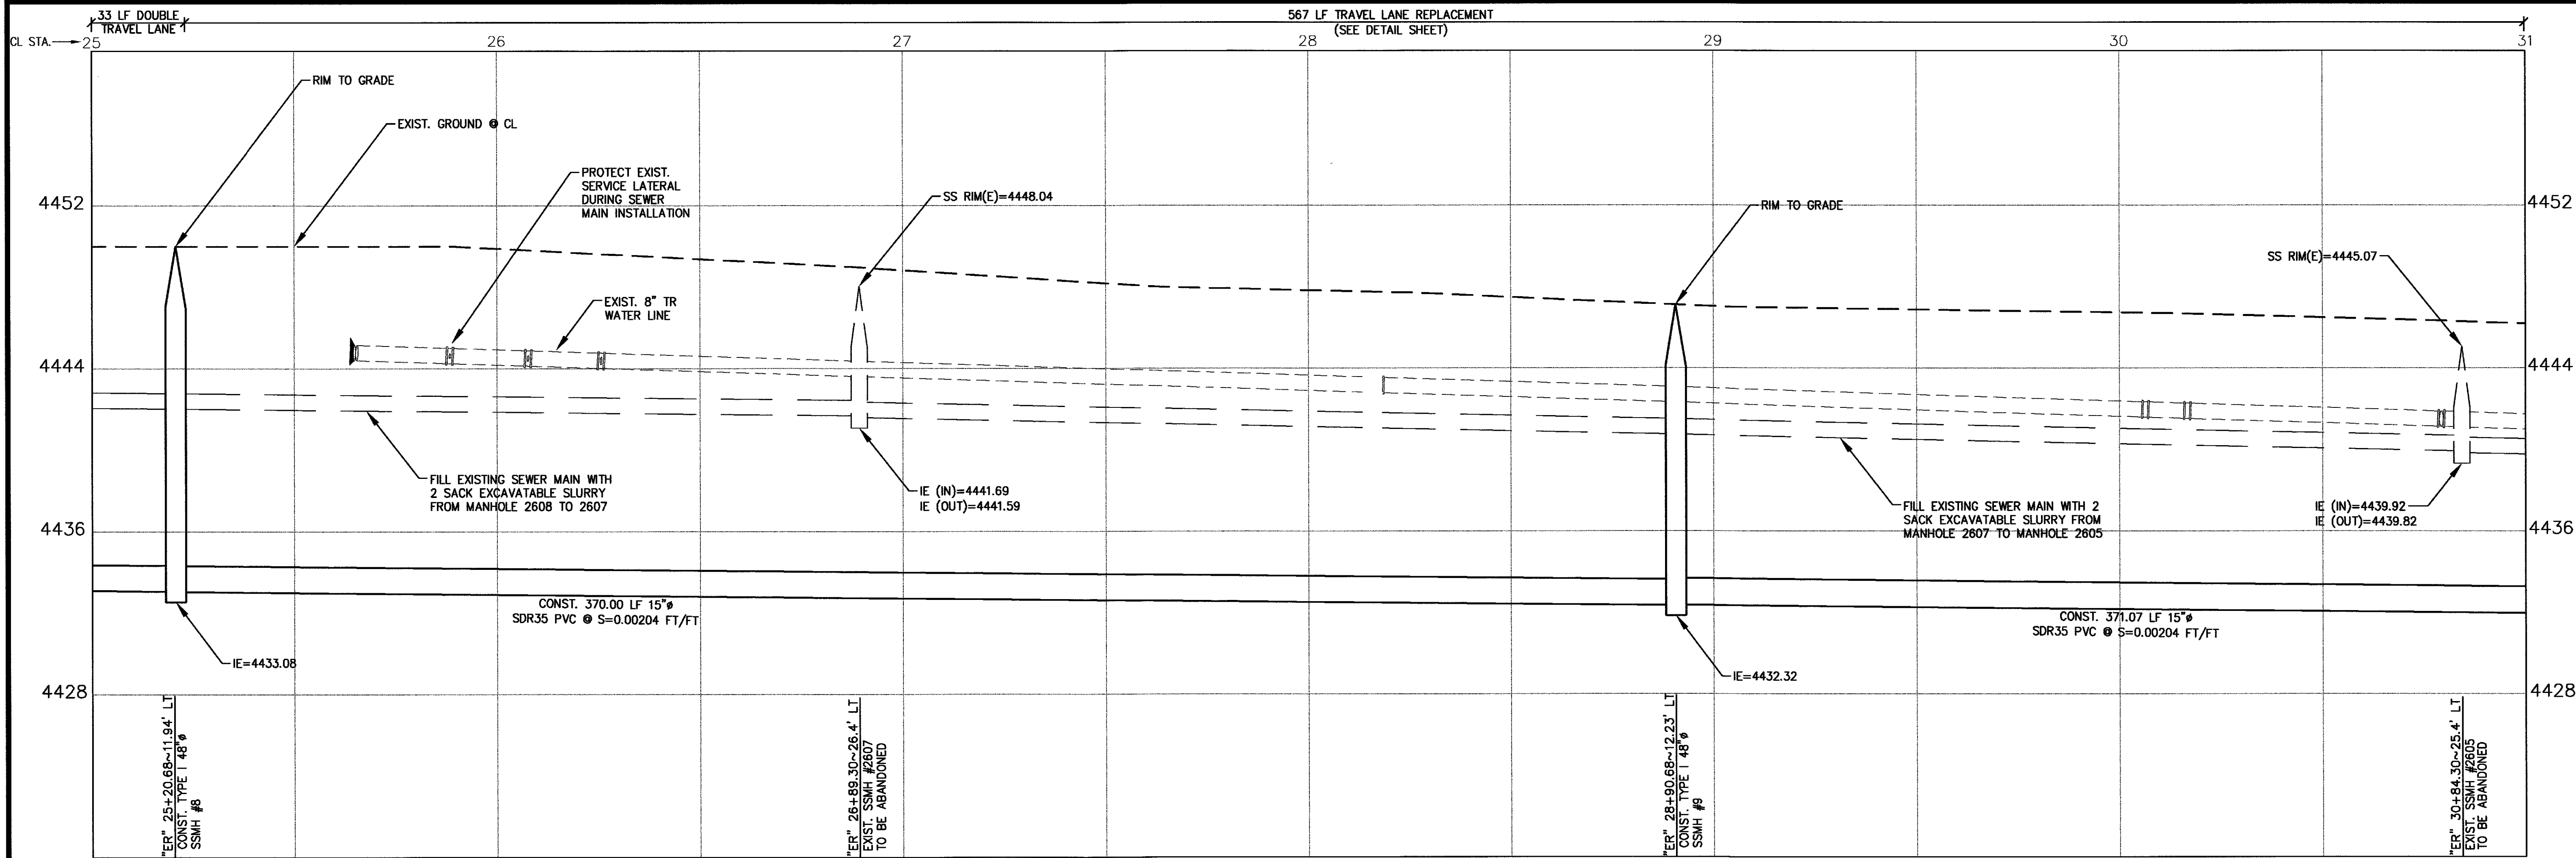 33 LF DOUBLE
TRAVEL LANE
567 LF TRAVEL LANE REPLACEMENT
(SEE DETAIL SHEET)
CL STA.
25
26
27
28
29
30
31
RIM TO GRADE
EXIST. GROUND @ CL
PROTECT EXIST.
SERVICE LATERAL
DURING SEWER
MAIN INSTALLATION
SS RIM(E)=4448.04
RIM TO GRADE
SS RIM(E)=4445.07
4452
4452
EXIST. 8" TR
WATER LINE
4444
4444
FILL EXISTING SEWER MAIN WITH
2 SACK EXCAVATABLE SLURRY
FROM MANHOLE 2608 TO 2607
IE (IN)=4441.69
IE (OUT)=4441.59
FILL EXISTING SEWER MAIN WITH 2
SACK EXCAVATABLE SLURRY FROM
MANHOLE 2607 TO MANHOLE 2605
IE (IN)=4439.92
IE (OUT)=4439.82
4436
4436
CONST. 370.00 LF 15"ø
SDR35 PVC @ S=0.00204 FT/FT
CONST. 371.07 LF 15"ø
SDR35 PVC @ S=0.00204 FT/FT
IE=4433.08
IE=4432.32
4428
4428
"ER" 25+20.68~11.94' LT
CONST. TYPE I 48"ø
SSMH #8
"ER" 26+89.30~26.4' LT
EXIST. SSMH #2607
TO BE ABANDONED
"ER" 28+90.68~12.23' LT
CONST. TYPE I 48"ø
SSMH #9
"ER" 30+84.30~25.4' LT
EXIST. SSMH #2605
TO BE ABANDONED